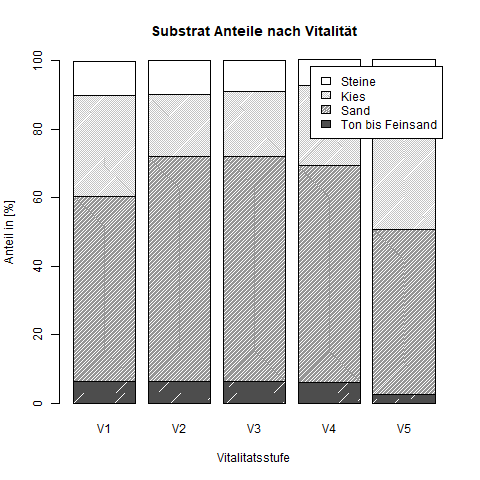 Substrat Anteile nach Vitalität
Steine
Kies
Sand
Ton bis Feinsand
Anteil in [%]
100
80
60
40
20
0
V1 V2 V3 V4 V5
Vitalitatsstufe